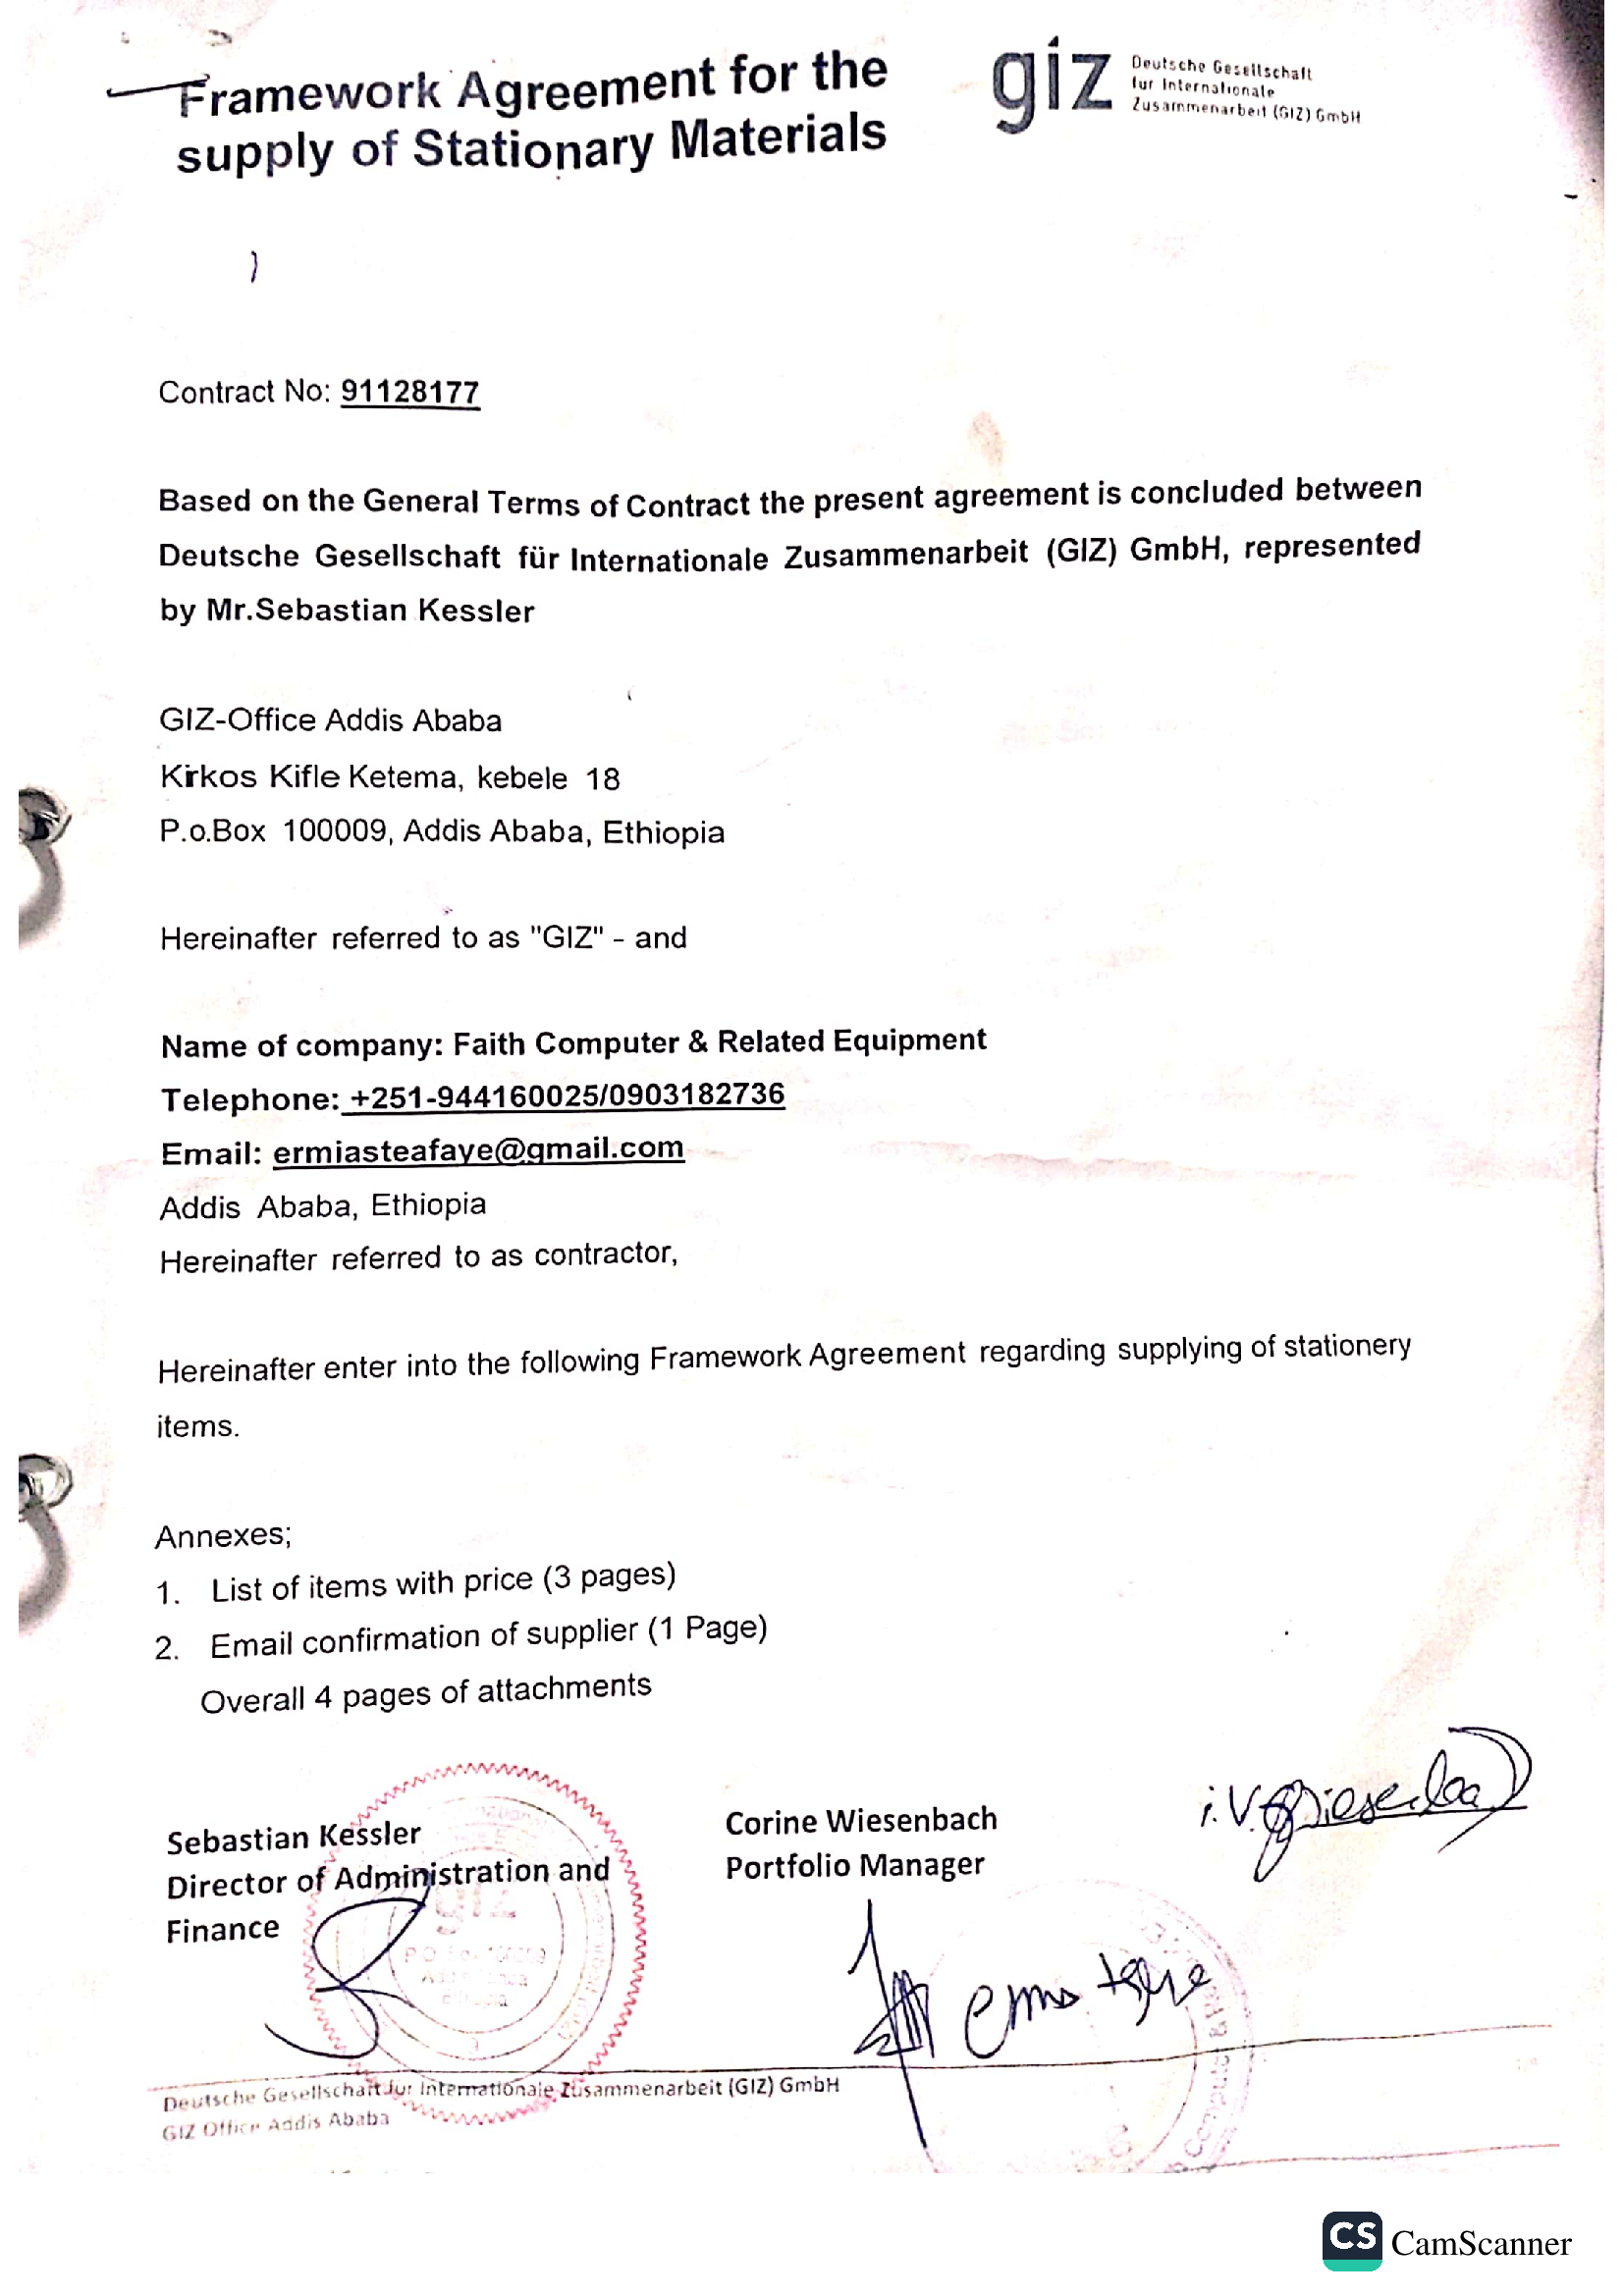 Framework Agreement for the
supply of Stationary Materials
giz
Deutsche Gesellschaft
für Internationale
Zusammenarbeit (GIZ) GmbH
Contract No: 91128177
Based on the General Terms of Contract the present agreement is concluded between
Deutsche Gesellschaft für Internationale Zusammenarbeit (GIZ) GmbH, represented
by Mr.Sebastian Kessler
GIZ-Office Addis Ababa
Kirkos Kifle Ketema, kebele 18
P.o.Box 100009, Addis Ababa, Ethiopia
Hereinafter referred to as "GIZ" - and
Name of company: Faith Computer & Related Equipment
Telephone: +251-944160025/0903182736
Email: ermiasteafaye@gmail.com
Addis Ababa, Ethiopia
Hereinafter referred to as contractor,
Hereinafter enter into the following Framework Agreement regarding supplying of stationery
items.
Annexes;
1. List of items with price (3 pages)
2. Email confirmation of supplier (1 Page)
Overall 4 pages of attachments
Sebastian Kessler
Director of Administration and
Finance
Corine Wiesenbach
Portfolio Manager
i.V.
giz
Deutsche Gesellschaft für Internationale Zusammenarbeit (GIZ) GmbH
GIZ Office Addis Ababa
CS CamScanner